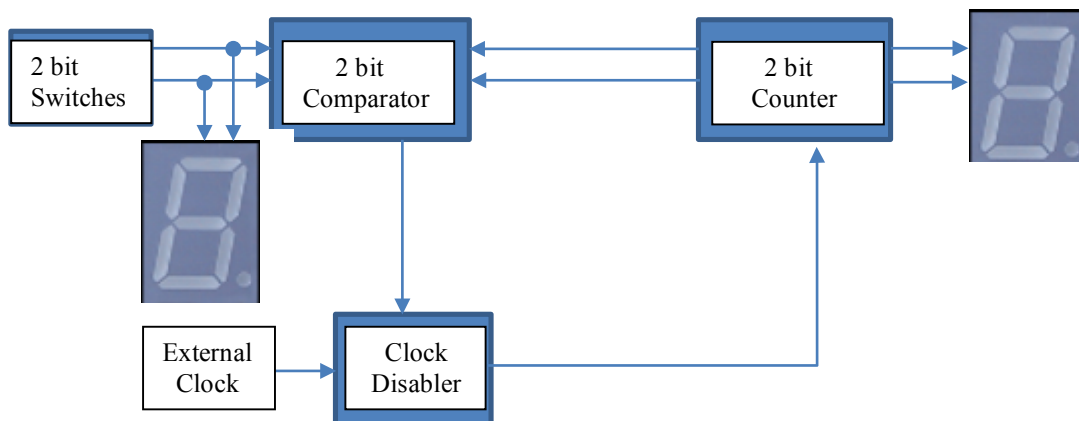 2 bit
Switches
2 bit
Comparator
2 bit
Counter
External
Clock
Clock
Disabler